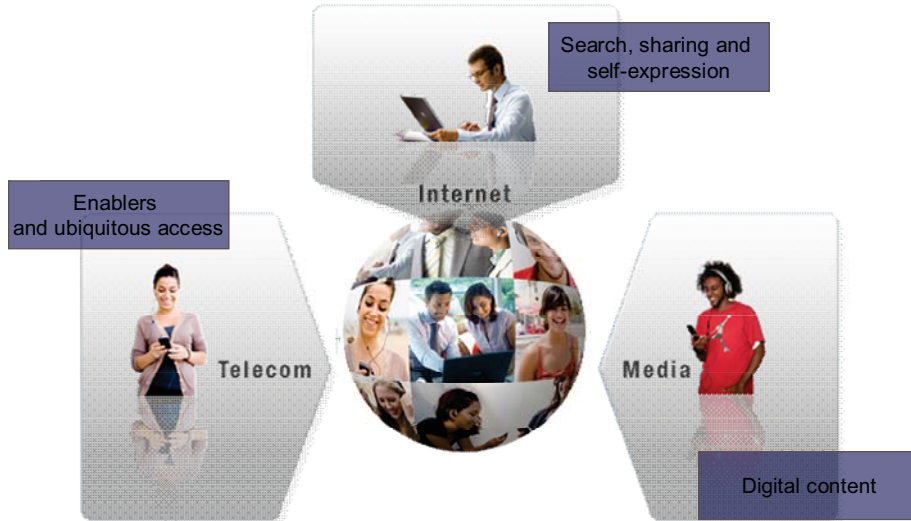 Search, sharing and
self-expression
Internet
Enablers
and ubiquitous access
Telecom
Media
Digital content